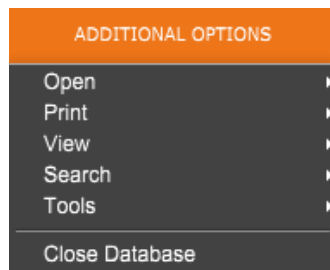 ADDITIONAL OPTIONS
Open
Print
View
Search
Tools
Close Database